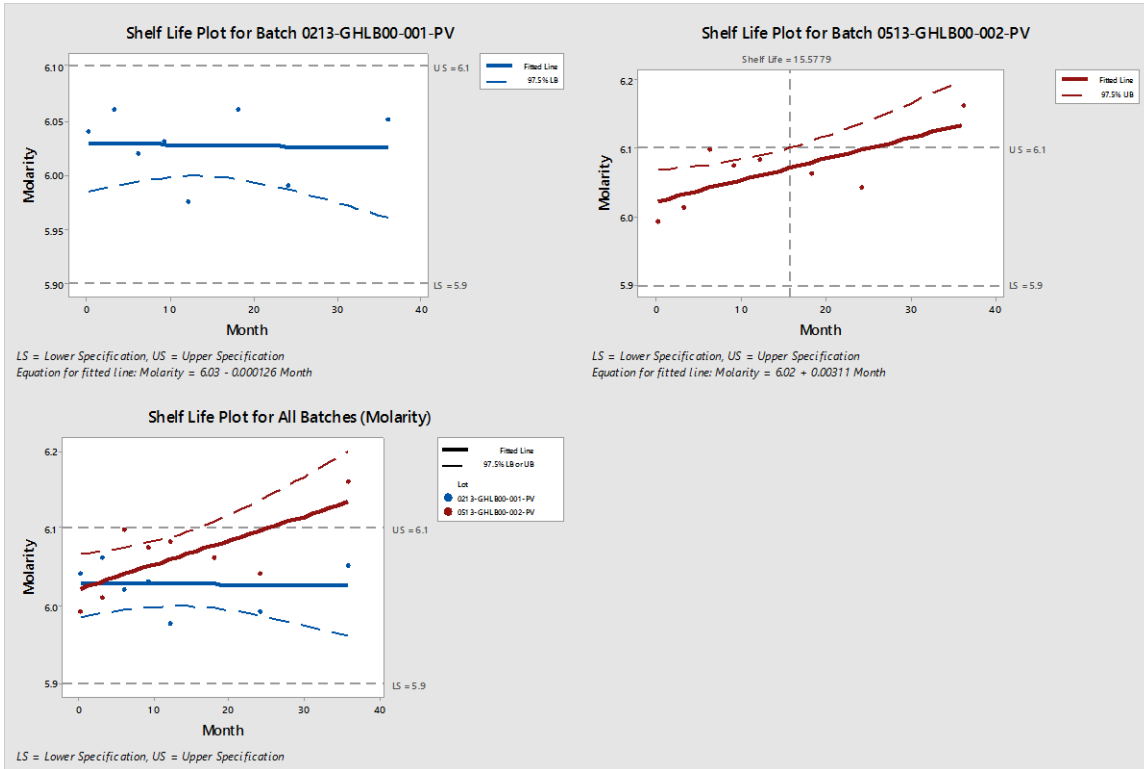 Shelf Life Plot for Batch 0213-GHLB00-001-PV
6.10
6.05
6.00
5.95
5.90
Molarity
0 10 20 30 40
Month
US = 6.1
LS = 5.9
Fitted Line
97.5% LB
LS = Lower Specification, US = Upper Specification
Equation for fitted line: Molarity = 6.03 - 0.000126 Month
Shelf Life Plot for Batch 0513-GHLB00-002-PV
Shelf Life = 15.5779
6.2
6.1
6.0
5.9
Molarity
0 10 20 30 40
Month
US = 6.1
LS = 5.9
Fitted Line
97.5% UB
LS = Lower Specification, US = Upper Specification
Equation for fitted line: Molarity = 6.02 + 0.00311 Month
Shelf Life Plot for All Batches (Molarity)
6.2
6.1
6.0
5.9
Molarity
0 10 20 30 40
Month
US = 6.1
LS = 5.9
Fitted Line
97.5% LB or UB
Lot
0213-GHLB00-001-PV
0513-GHLB00-002-PV
LS = Lower Specification, US = Upper Specification